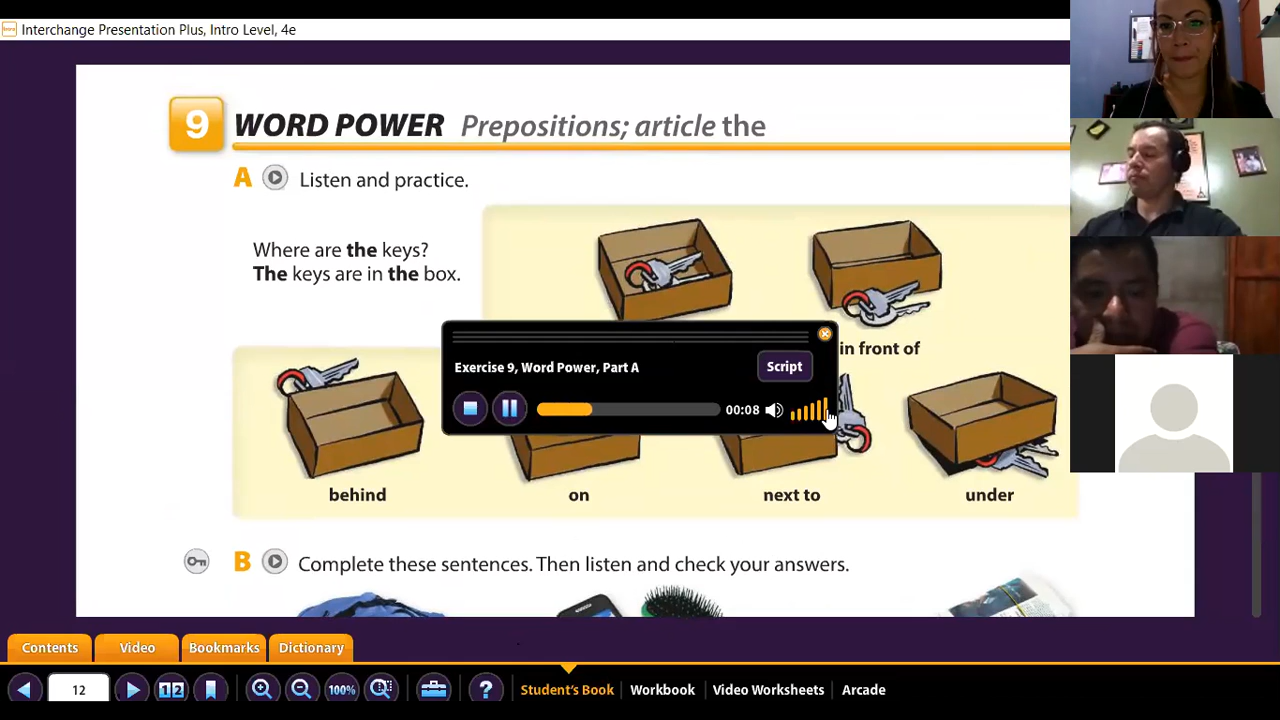 Interchange Presentation Plus, Intro Level, 4e
9 WORD POWER Prepositions; article the
A Listen and practice.
Where are the keys?
The keys are in the box.
in front of
Exercise 9, Word Power, Part A
Script
00:08
behind
on
next to
under
B Complete these sentences. Then listen and check your answers.
Contents Video Bookmarks Dictionary
12 12 100% ? Student's Book Workbook Video Worksheets Arcade